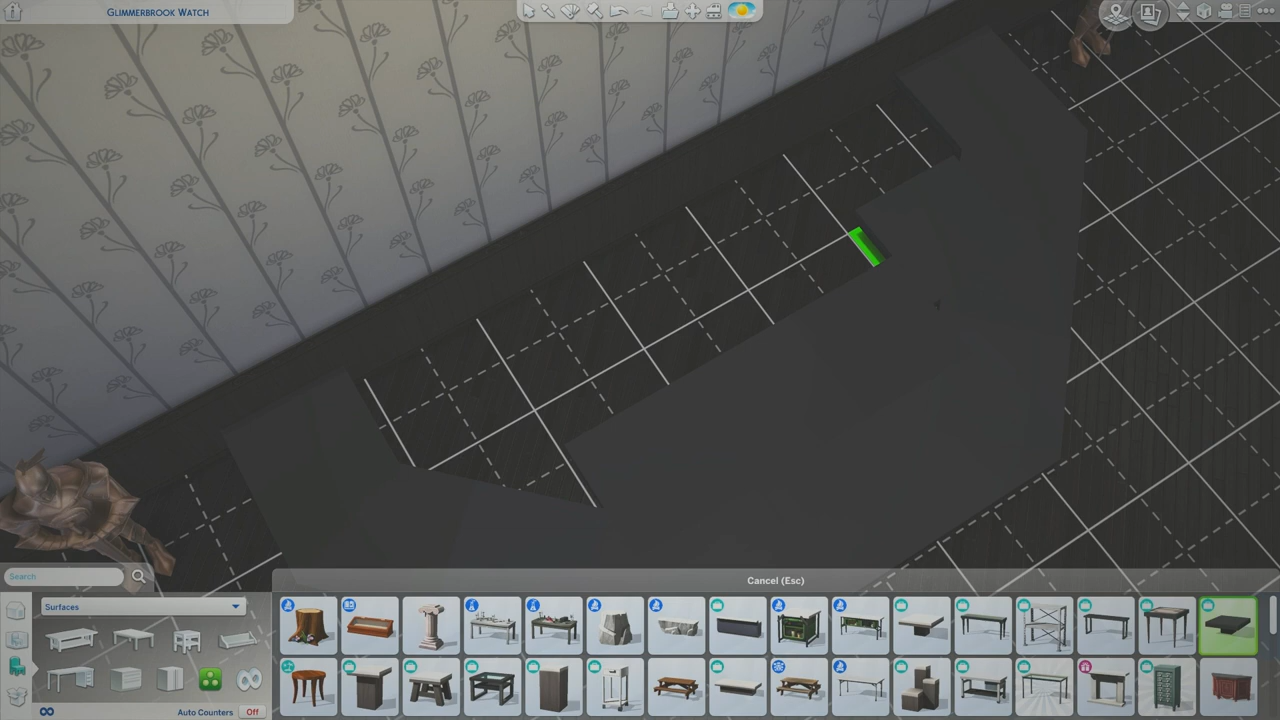 Glimmerbrook Watch
Cancel (Esc)
Search
Surfaces
Auto Counters
Off